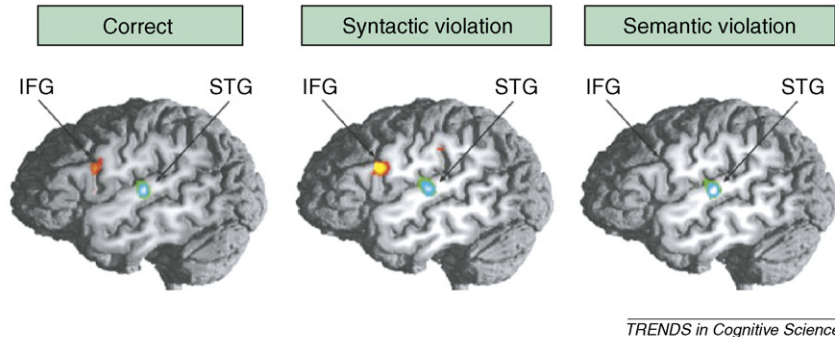 Correct
Syntactic violation
Semantic violation
IFG
STG
IFG
STG
IFG
STG
TRENDS in Cognitive Science